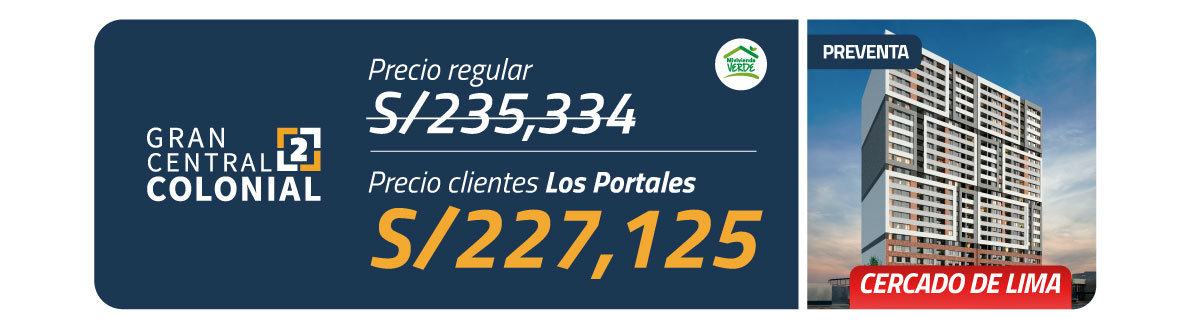 GRAN
CENTRAL 2
COLONIAL
Precio regular
S/235,334
Precio clientes Los Portales
S/227,125
Mivivienda
VERDE
PREVENTA
CERCADO DE LIMA